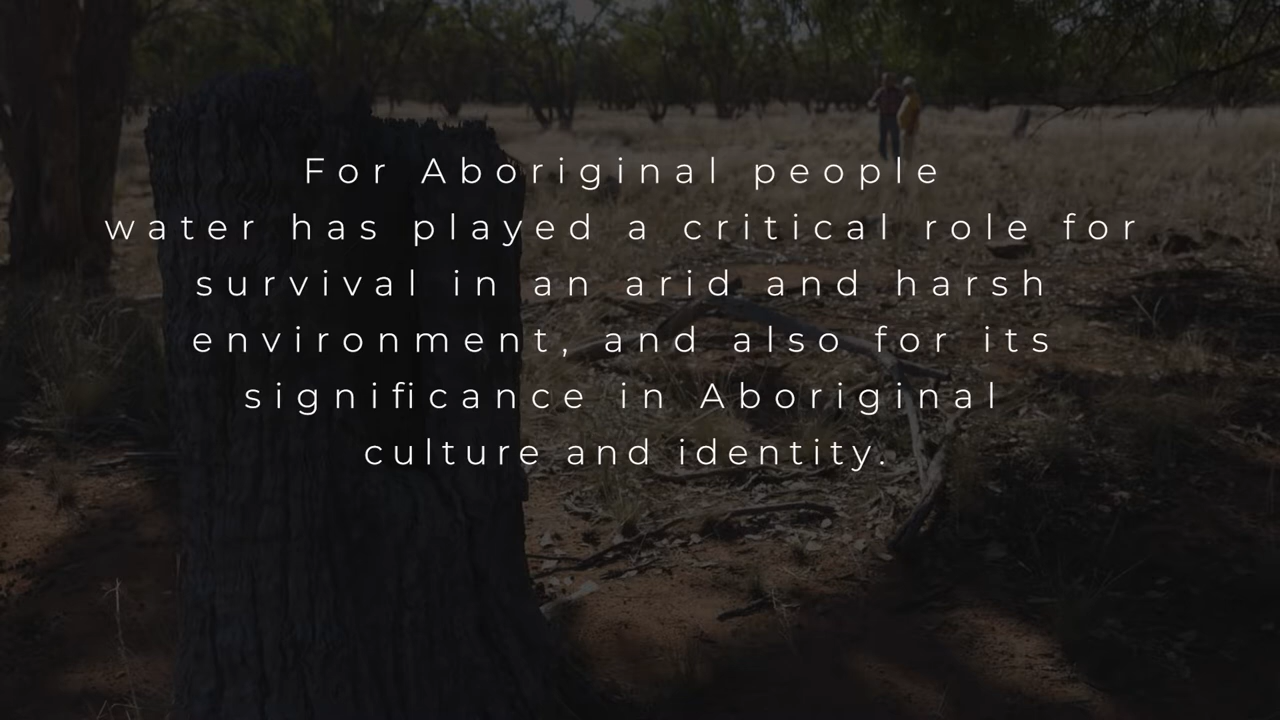 For Aboriginal people
water has played a critical role for
survival in an arid and harsh
environment, and also for its
significance in Aboriginal
culture and identity.